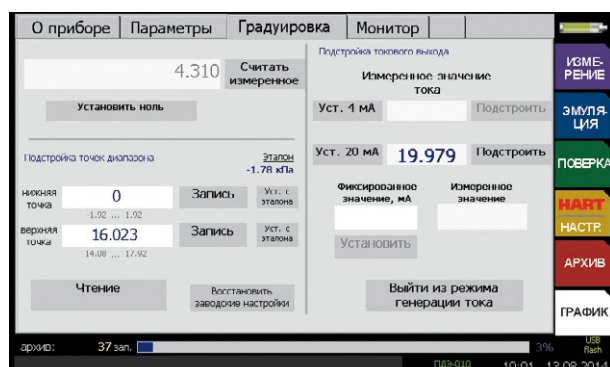 О приборе
Параметры
Градуировка
Монитор
4.310
Считать
измеренное
Установить ноль
Подстройка точек диапазона
Эталон
-1.78 кПа
нижняя
точка
0
Запись
Уст. с
эталона
-1.92 ... 1.92
верхняя
точка
16.023
Запись
Уст. с
эталона
14.08 ... 17.92
Чтение
Восстановить
заводские настройки
Подстройка токового выхода
Измеренное значение
тока
Уст. 4 мА
Подстроить
Уст. 20 мА
19.979
Подстроить
Фиксированное
значение, мА
Измеренное
значение
Установить
Выйти из режима
генерации тока
ИЗМЕ-
РЕНИЕ
ЭМУЛЯ-
ЦИЯ
ПОВЕРКА
HART
НАСТР.
АРХИВ
ГРАФИК
архив:
37 зап.
3%
USB
flash
ПДЭ-010
10:01
13.08.2014